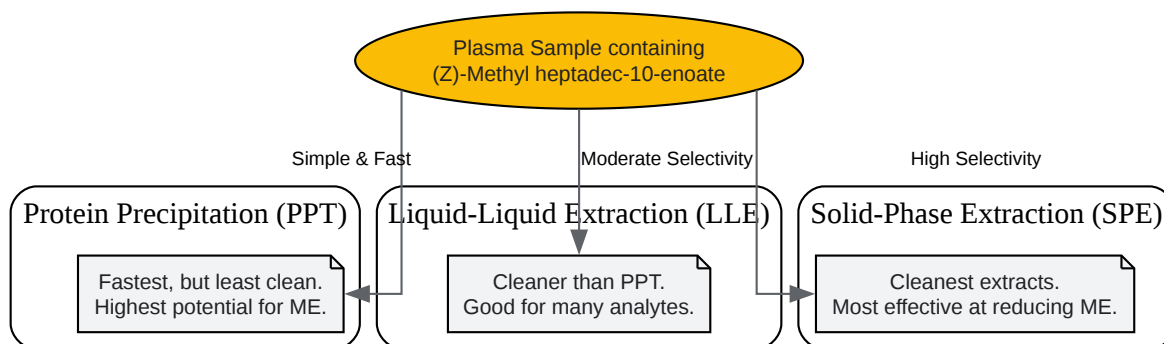 Plasma Sample containing
(Z)-Methyl heptadec-10-enoate
Simple & Fast
Moderate Selectivity
High Selectivity
Protein Precipitation (PPT)
Liquid-Liquid Extraction (LLE)
Solid-Phase Extraction (SPE)
Fastest, but least clean.
Highest potential for ME.
Cleaner than PPT.
Good for many analytes.
Cleanest extracts.
Most effective at reducing ME.